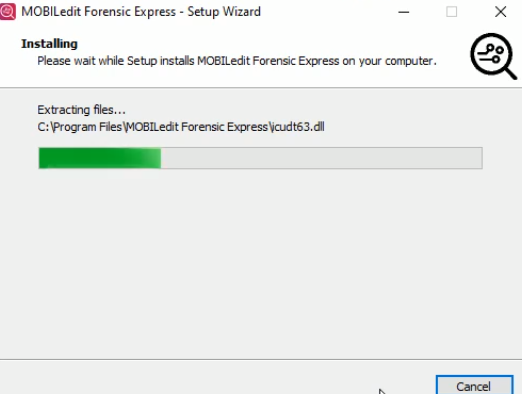 MOBILedit Forensic Express - Setup Wizard
Installing
Please wait while Setup installs MOBILedit Forensic Express on your computer.
Extracting files...
C:\Program Files\MOBILedit Forensic Express\icudt63.dll
Cancel